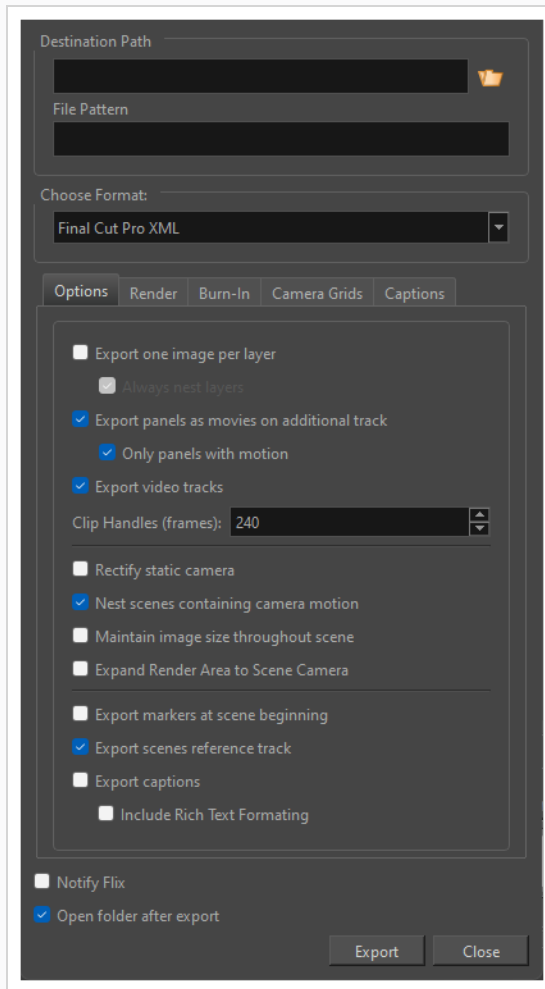 Destination Path
File Pattern
Choose Format:
Final Cut Pro XML
Options Render Burn-In Camera Grids Captions
Export one image per layer
Always nest layers
Export panels as movies on additional track
Only panels with motion
Export video tracks
Clip Handles (frames): 240
Rectify static camera
Nest scenes containing camera motion
Maintain image size throughout scene
Expand Render Area to Scene Camera
Export markers at scene beginning
Export scenes reference track
Export captions
Include Rich Text Formating
Notify Flix
Open folder after export
Export Close